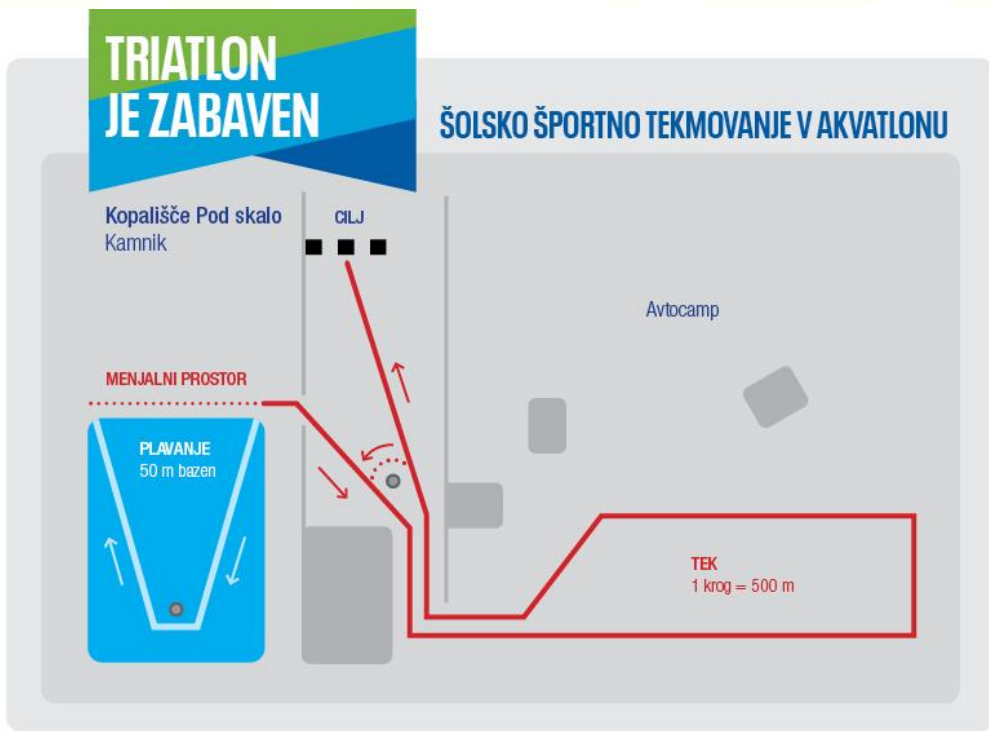 TRIATLON
JE ZABAVEN
ŠOLSKO ŠPORTNO TEKMOVANJE V AKVATLONU
Kopališče Pod skalo
Kamnik
CILJ
Avtocamp
MENJALNI PROSTOR
PLAVANJE
50 m bazen
TEK
1 krog = 500 m